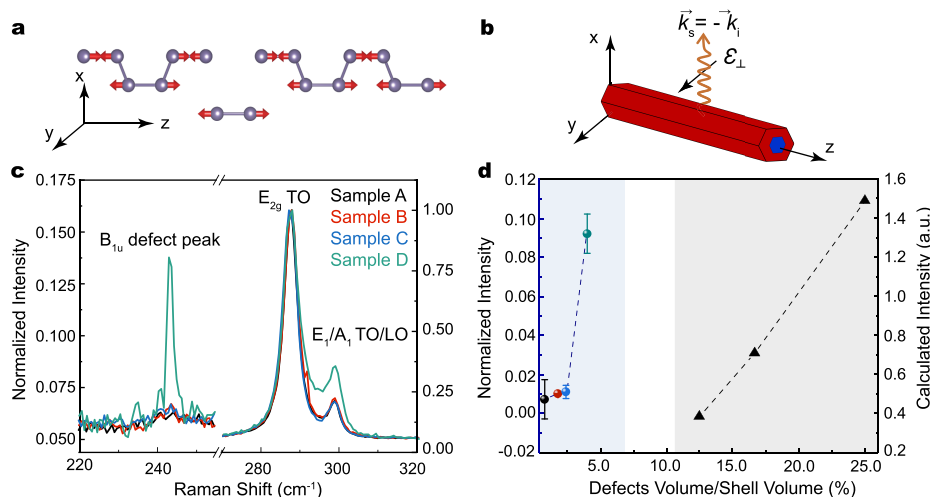 a
x
y
z
b
k⃗s = -k⃗i
ε⊥
x
y
z
c
0.175
0.150
0.125
0.100
0.075
0.050
Normalized Intensity
B1u defect peak
E2g TO
Sample A
Sample B
Sample C
Sample D
E1/A1 TO/LO
1.00
0.75
0.50
0.25
0.00
220 240 280 300 320
Raman Shift (cm-1)
d
0.12
0.10
0.08
0.06
0.04
0.02
0.00
-0.02
Normalized Intensity
1.6
1.4
1.2
1.0
0.8
0.6
0.4
0.2
Calculated Intensity (a.u.)
5.0 10.0 15.0 20.0 25.0
Defects Volume/Shell Volume (%)